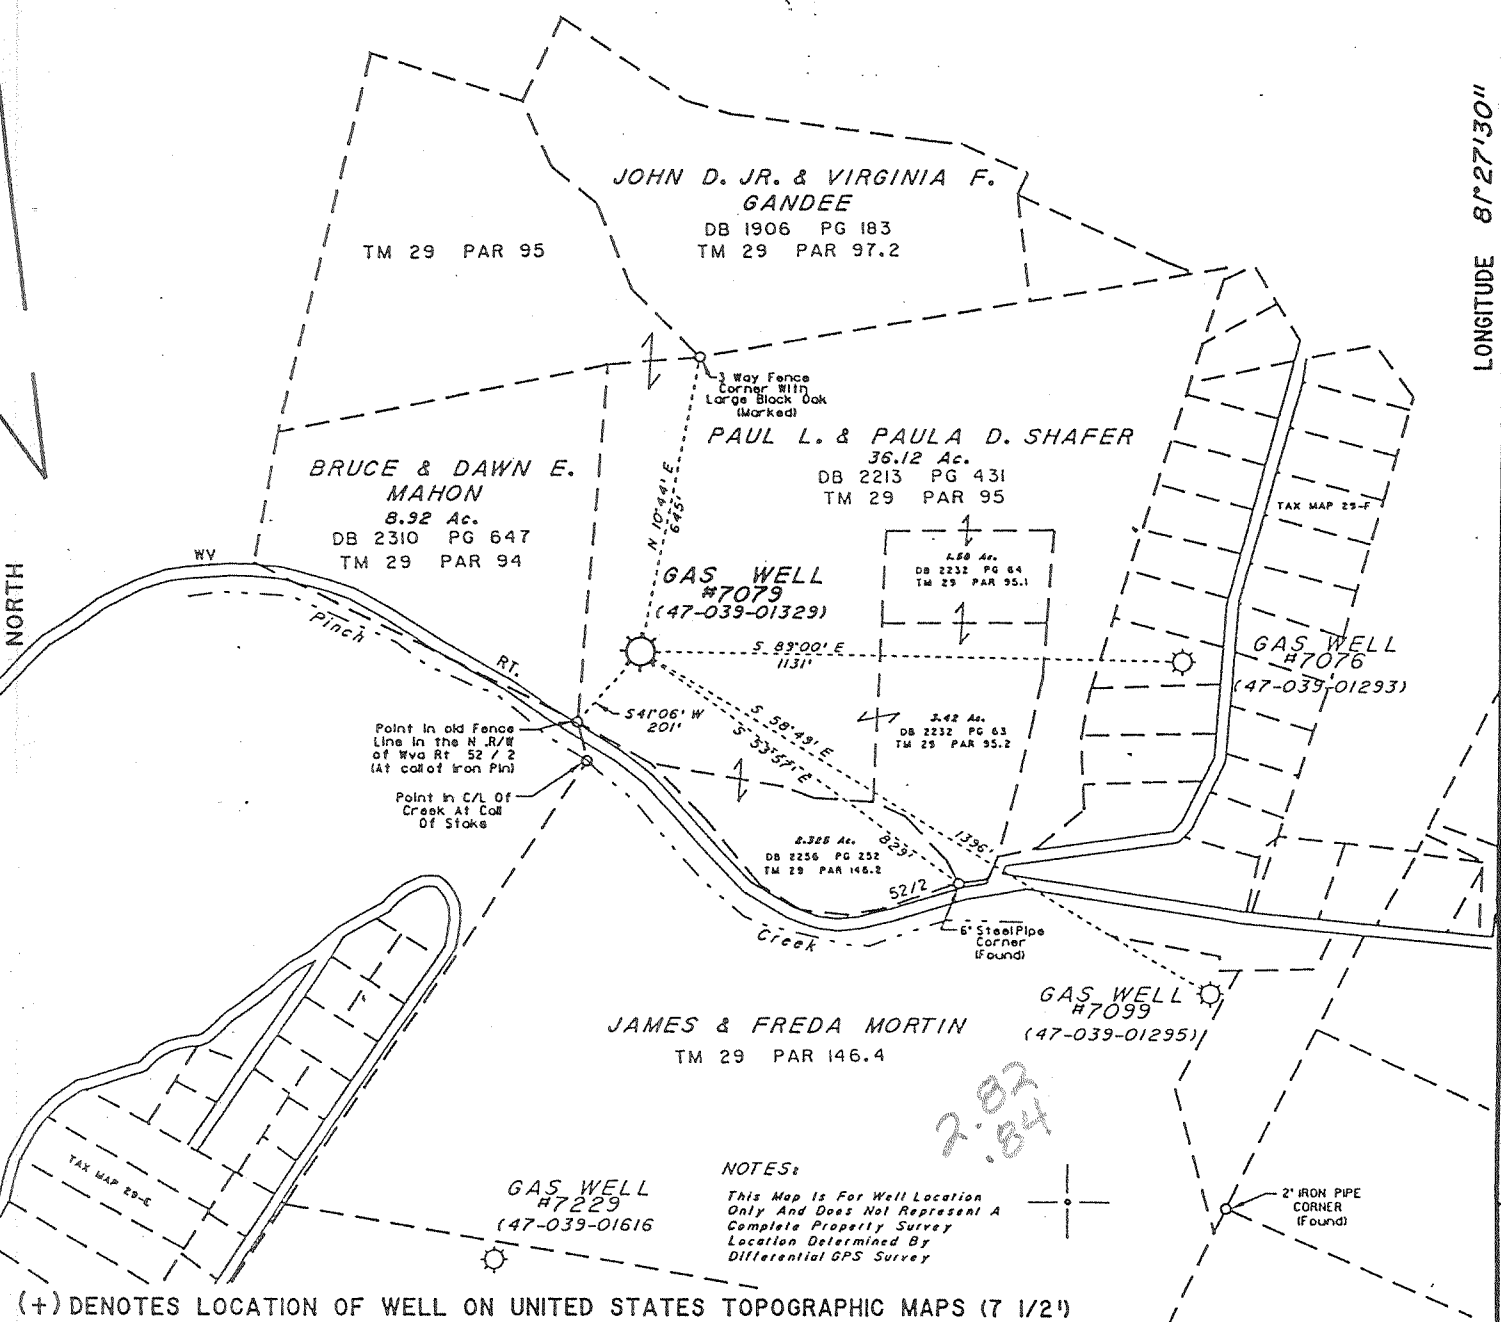 LONGITUDE 81°27'30"
JOHN D. JR. & VIRGINIA F.
GANDEE
DB 1906 PG 183
TM 29 PAR 97.2
TM 29 PAR 95
3 Way Fence
Corner With
Large Black Oak
(Marked)
PAUL L. & PAULA D. SHAFER
36.12 Ac.
DB 2213 PG 431
TM 29 PAR 95
BRUCE & DAWN E.
MAHON
8.92 Ac.
DB 2310 PG 647
TM 29 PAR 94
N 10°44' E
645'
TAX MAP 29-F
NORTH
WV
RT.
Pinch
GAS WELL
#7079
(47-039-01329)
1.50 Ac.
DB 2232 PG 64
TM 29 PAR 95.1
S 89°00' E
1131'
GAS WELL
#7076
(47-039-01293)
S41°06' W
201'
S 58°49' E
S 53°57' E
3.42 Ac.
DB 2232 PG 63
TM 29 PAR 95.2
Point in old Fence
Line in the N .R/W
of Wva Rt 52 / 2
(At call of Iron Pin)
Point in C/L Of
Creek At Call
Of Stake
2.325 Ac.
DB 2256 PG 252
TM 29 PAR 146.2
829'
1396'
52/2
Creek
6" Steel Pipe
Corner
(Found)
GAS WELL
#7099
(47-039-01295)
JAMES & FREDA MORTIN
TM 29 PAR 146.4
2.82
.84
TAX MAP 29-E
GAS WELL
#7229
(47-039-01616
NOTES:
This Map Is For Well Location
Only And Does Not Represent A
Complete Property Survey
Location Determined By
Differential GPS Survey
2" IRON PIPE
CORNER
(Found)
(+) DENOTES LOCATION OF WELL ON UNITED STATES TOPOGRAPHIC MAPS (7 1/2')